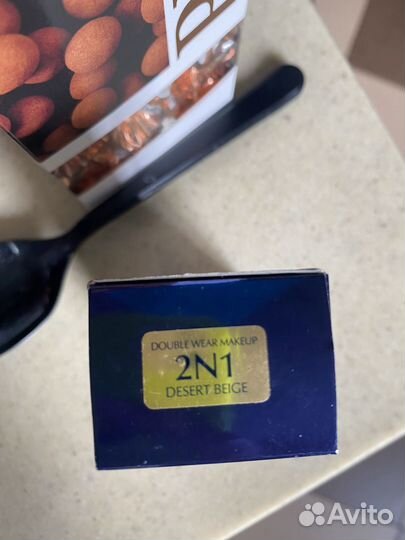 DOUBLE WEAR MAKEUP
2N1
DESERT BEIGE
Avito